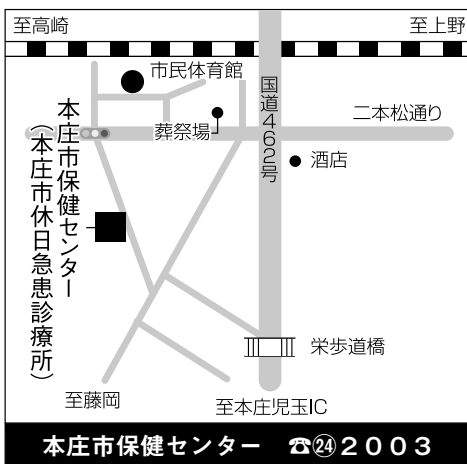 至高崎
至上野
市民体育館
国道462号
二本松通り
葬祭場
酒店
本庄市保健センター
(本庄市休日急患診療所)
栄歩道橋
至藤岡
至本庄児玉IC
本庄市保健センター ☎㉔2003